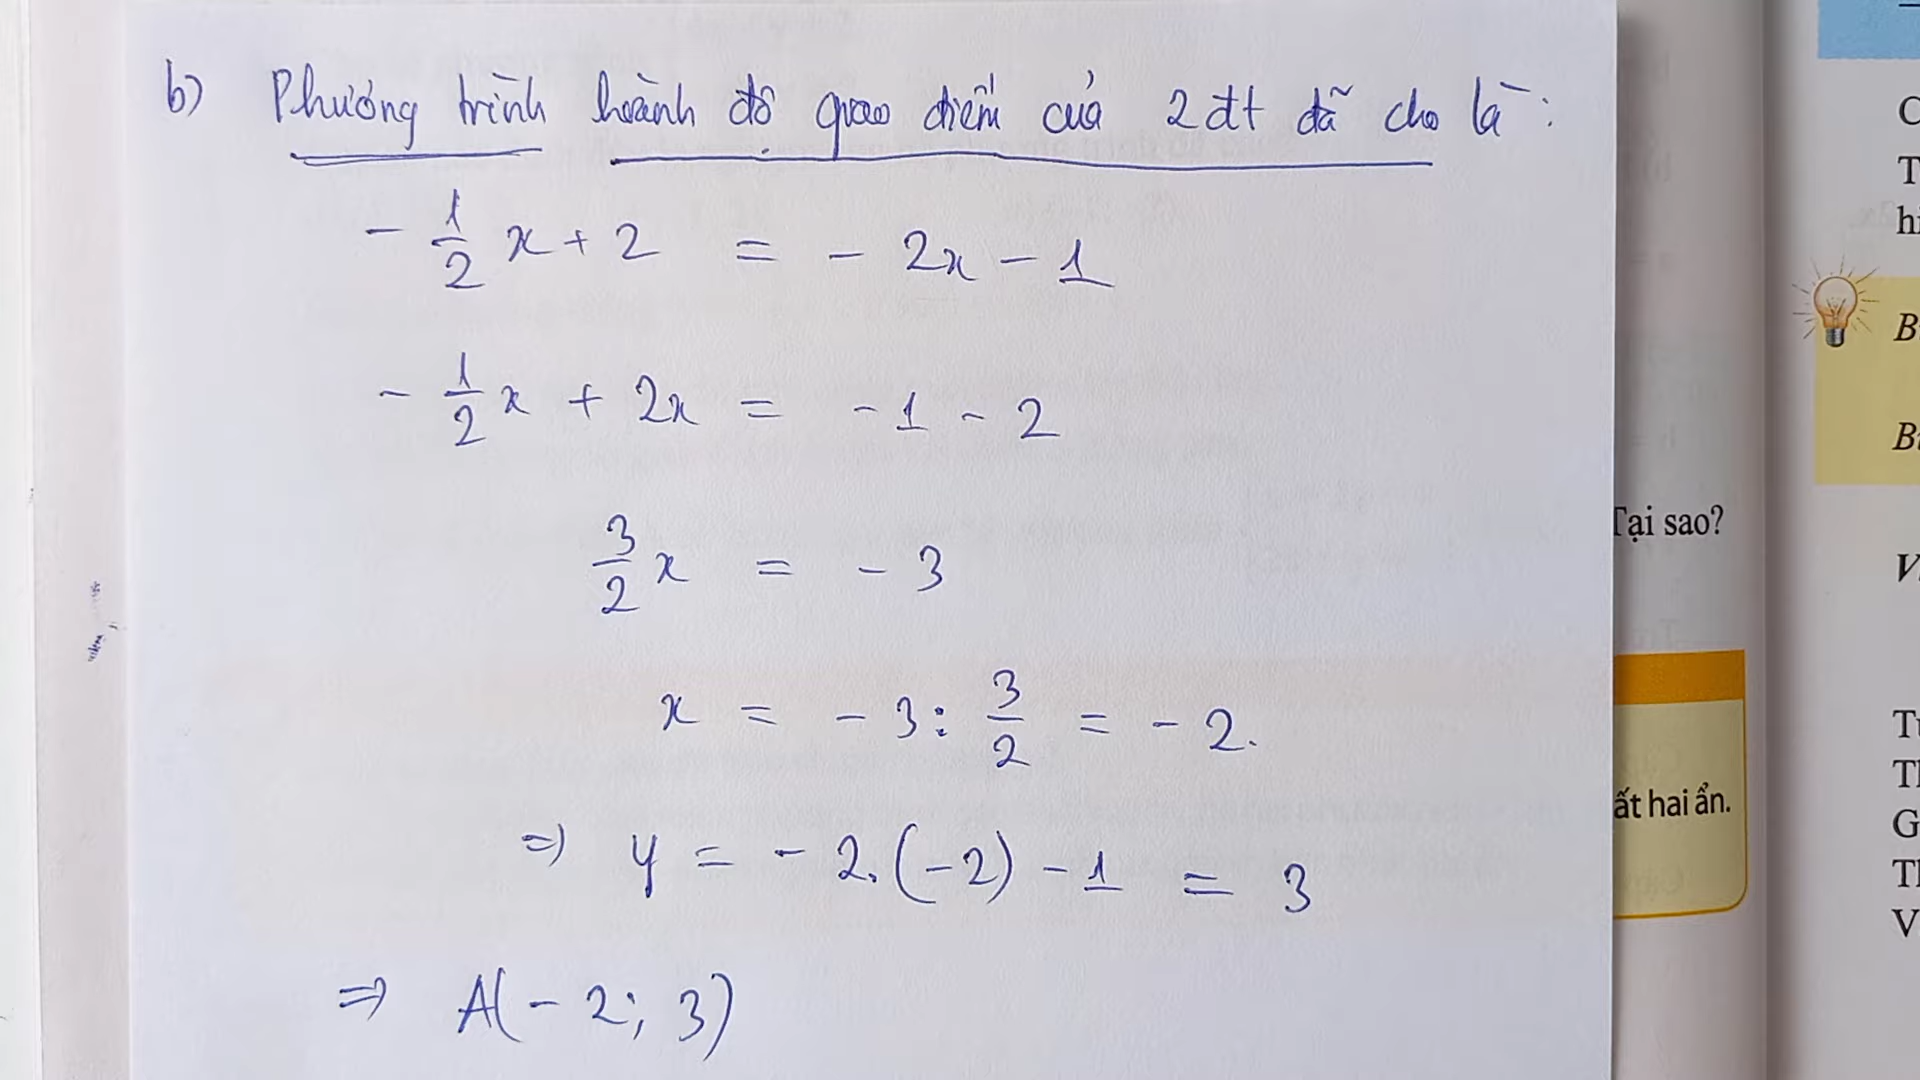 b) Phương trình hoành độ giao điểm của 2 đt đã cho là :
- 1/2 x + 2 = - 2x - 1
- 1/2 x + 2x = - 1 - 2
3/2 x = - 3
x = - 3 : 3/2 = - 2.
=> y = - 2. (-2) - 1 = 3
=> A(- 2; 3)
Tại sao?
ất hai ẩn.